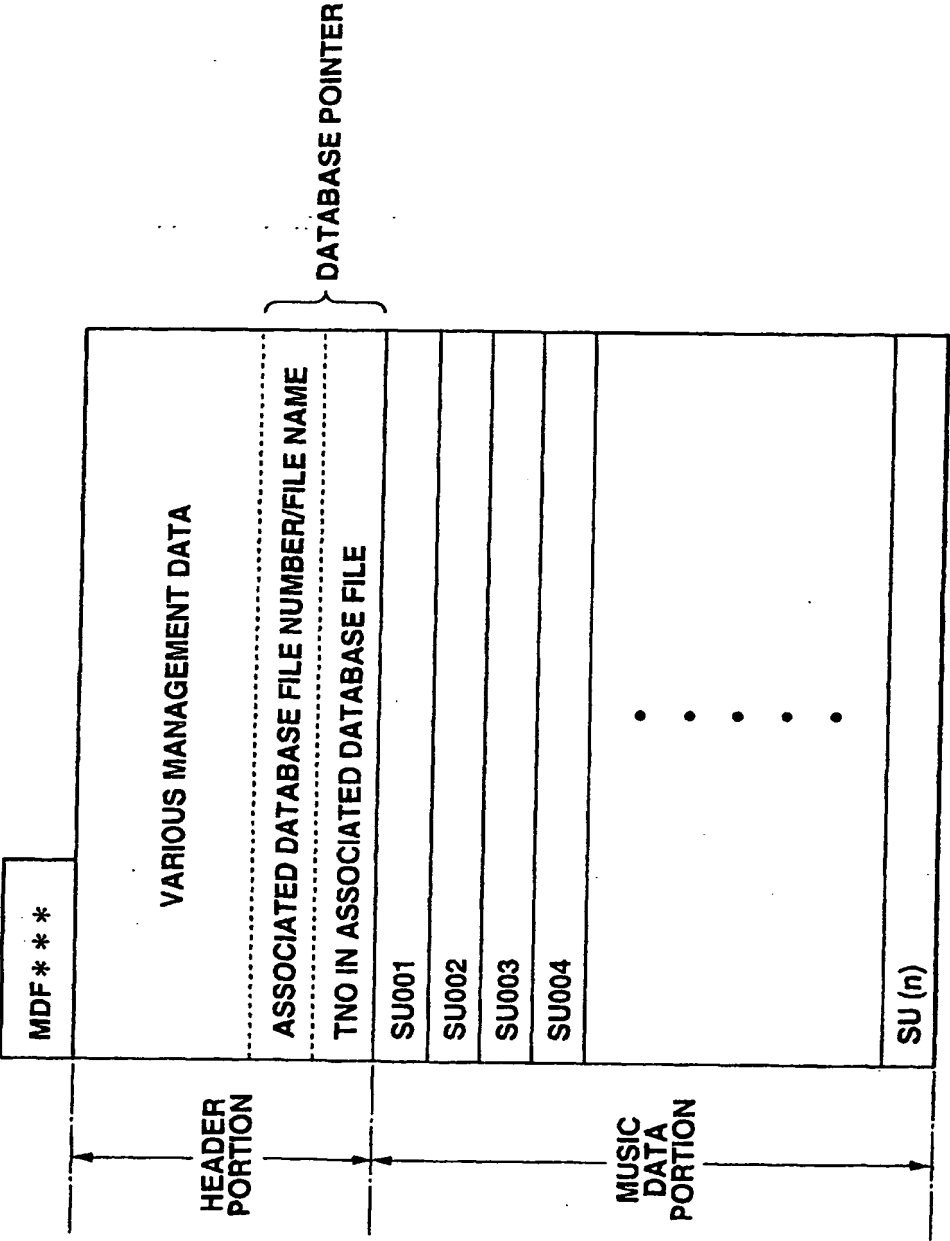 MDF***
HEADER
PORTION
VARIOUS MANAGEMENT DATA
ASSOCIATED DATABASE FILE NUMBER/FILE NAME
TNO IN ASSOCIATED DATABASE FILE
DATABASE POINTER
MUSIC
DATA
PORTION
SU001
SU002
SU003
SU004
SU (n)